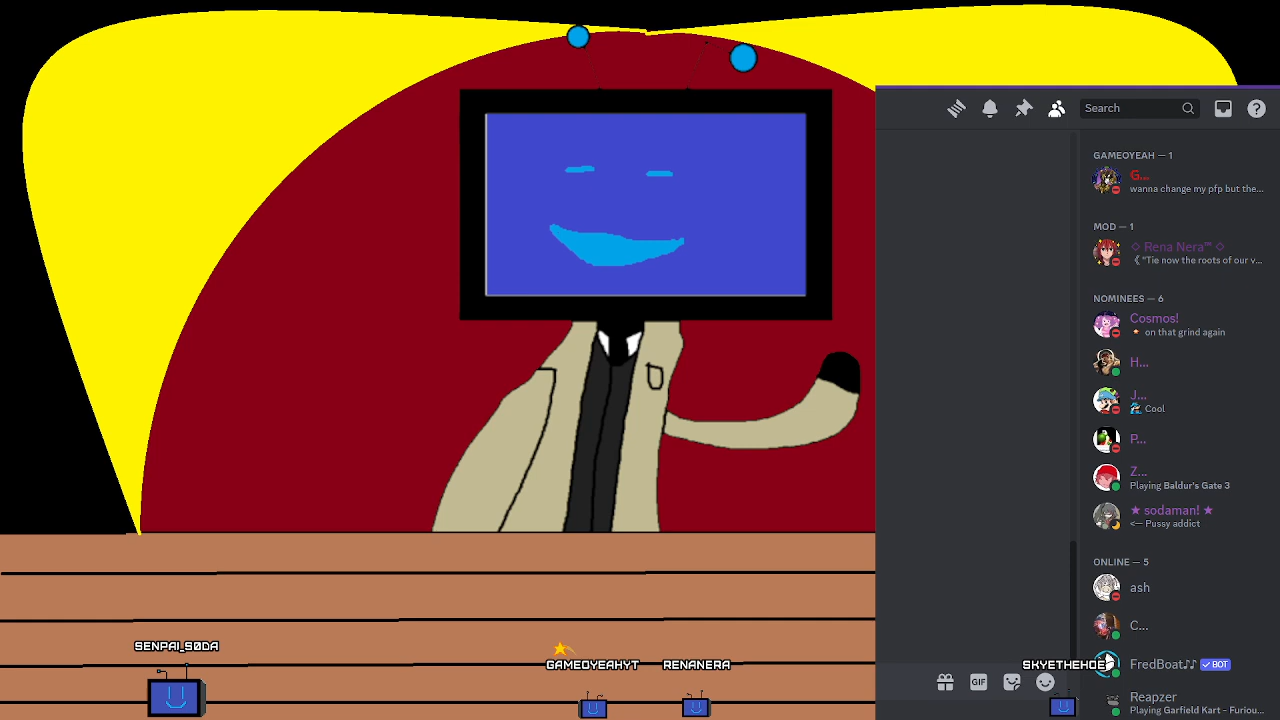 Search
GAMEOYEAH — 1
G...
wanna change my pfp but the...
MOD — 1
◇ Rena Nera™ ◇
《 "Tie now the roots of our v...
NOMINEES — 6
Cosmos!
on that grind again
H...
J...
Cool
P...
Z...
Playing Baldur's Gate 3
★ sodaman! ★
<— Pussy addict
ONLINE — 5
ash
C...
FredBoat♪♪ ✓ BOT
Reapzer
Playing Garfield Kart - Furiou...
GIF
SENPAI_S0DA
GAMEOYEAHYT
RENANERA
SKYETHEHOE